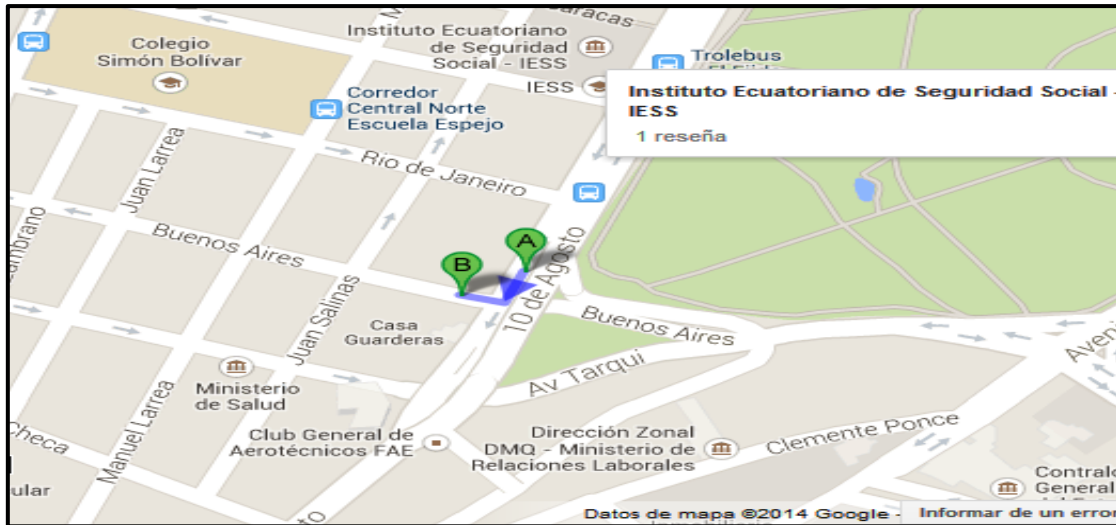 Caracas
Instituto Ecuatoriano
de Seguridad
Social - IESS
Colegio
Simón Bolívar
Trolebus
IESS
Instituto Ecuatoriano de Seguridad Social -
IESS
1 reseña
Corredor
Central Norte
Escuela Espejo
Juan Larrea
Rio de Janeiro
Buenos Aires
A
B
10 de Agosto
Buenos Aires
Juan Salinas
Casa
Guarderas
Av Tarqui
Ministerio
de Salud
Manuel Larrea
Checa
Club General de
Aerotécnicos FAE
Dirección Zonal
DMQ - Ministerio de
Relaciones Laborales
Clemente Ponce
General
Datos de mapa ©2014 Google -
Informar de un error